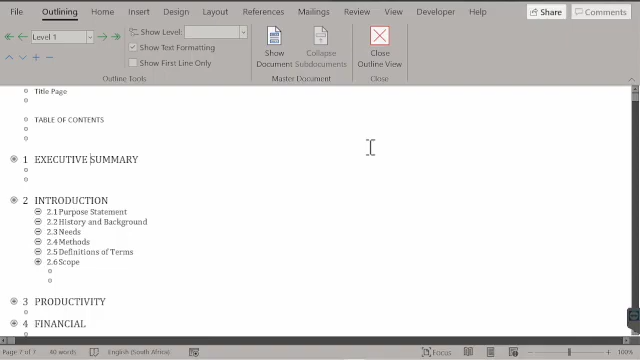 File Outlining Home Insert Design Layout References Mailings Review View Developer Help Share Comments
Level 1 Show Level:
Show Text Formatting
Show First Line Only
Show Document
Collapse Subdocuments
Close Outline View
Outline Tools Master Document Close
Title Page
TABLE OF CONTENTS
1 EXECUTIVE SUMMARY
2 INTRODUCTION
2.1 Purpose Statement
2.2 History and Background
2.3 Needs
2.4 Methods
2.5 Definitions of Terms
2.6 Scope
3 PRODUCTIVITY
4 FINANCIAL
Page 7 of 7 40 words English (South Africa) Focus 100%